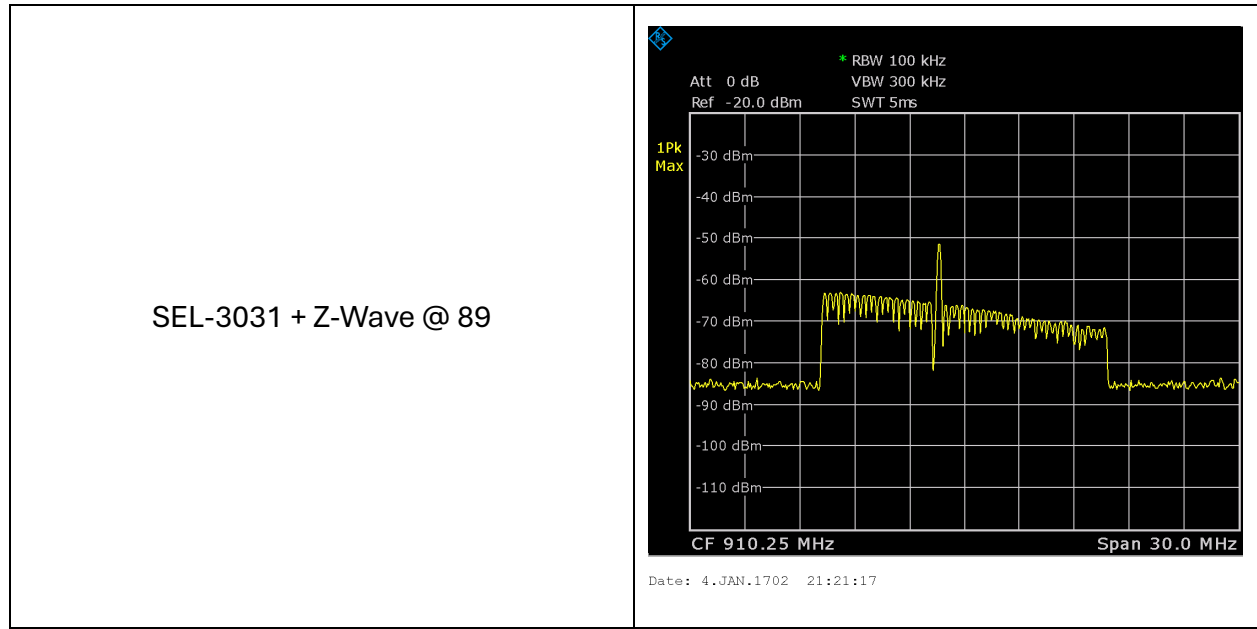 SEL-3031 + Z-Wave @ 89
R&S
* RBW 100 kHz
Att 0 dB VBW 300 kHz
Ref -20.0 dBm SWT 5ms
1Pk
Max
-30 dBm
-40 dBm
-50 dBm
-60 dBm
-70 dBm
-80 dBm
-90 dBm
-100 dBm
-110 dBm
CF 910.25 MHz Span 30.0 MHz
Date: 4.JAN.1702 21:21:17